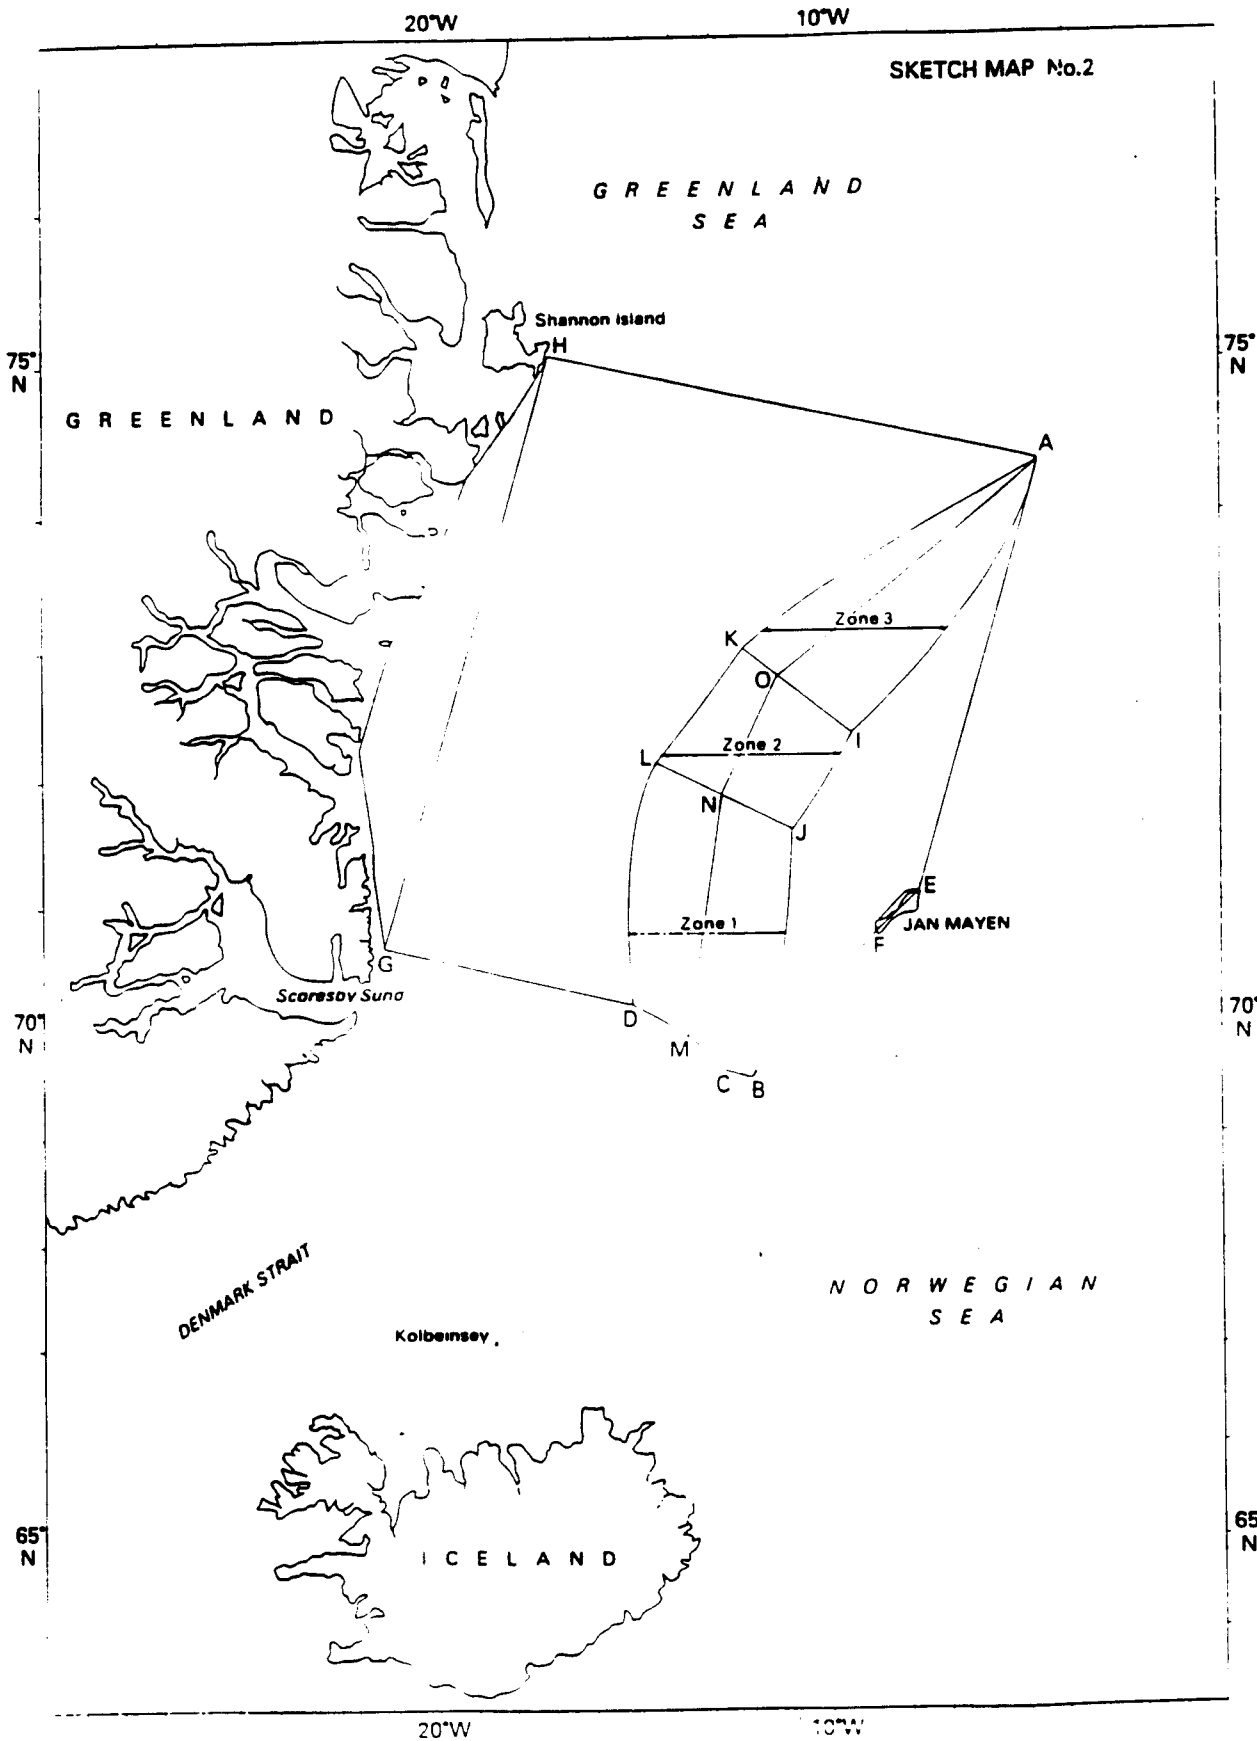 20°W 10°W
SKETCH MAP No.2
GREENLAND
SEA
Shannon Island
H
75°
N
75°
N
GREENLAND
A
Zone 3
K
O
Zone 2
I
L
N
J
E
Zone 1
JAN MAYEN
F
G
Scoresby Sund
D
70°
N
70°
N
M
C B
DENMARK STRAIT
NORWEGIAN
SEA
Kolbeinsey
65°
N
65
N
ICELAND
20°W 10°W